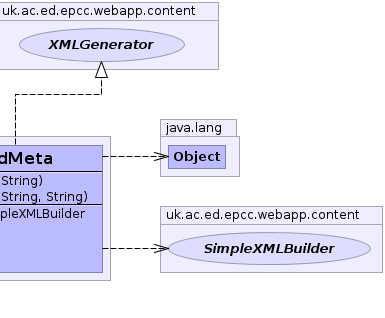 uk.ac.ed.epcc.webapp.content
XMLGenerator
java.lang
Object
dMeta
String)
String, String)
pleXMLBuilder
uk.ac.ed.epcc.webapp.content
SimpleXMLBuilder